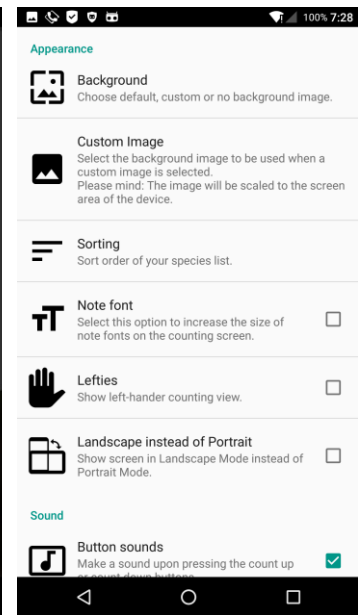 100% 7:28
Appearance
Background
Choose default, custom or no background image.
Custom Image
Select the background image to be used when a
custom image is selected.
Please mind: The image will be scaled to the screen
area of the device.
Sorting
Sort order of your species list.
Note font
Select this option to increase the size of
note fonts on the counting screen.
Lefties
Show left-hander counting view.
Landscape instead of Portrait
Show screen in Landscape Mode instead of
Portrait Mode.
Sound
Button sounds
Make a sound upon pressing the count up
or count down buttons.